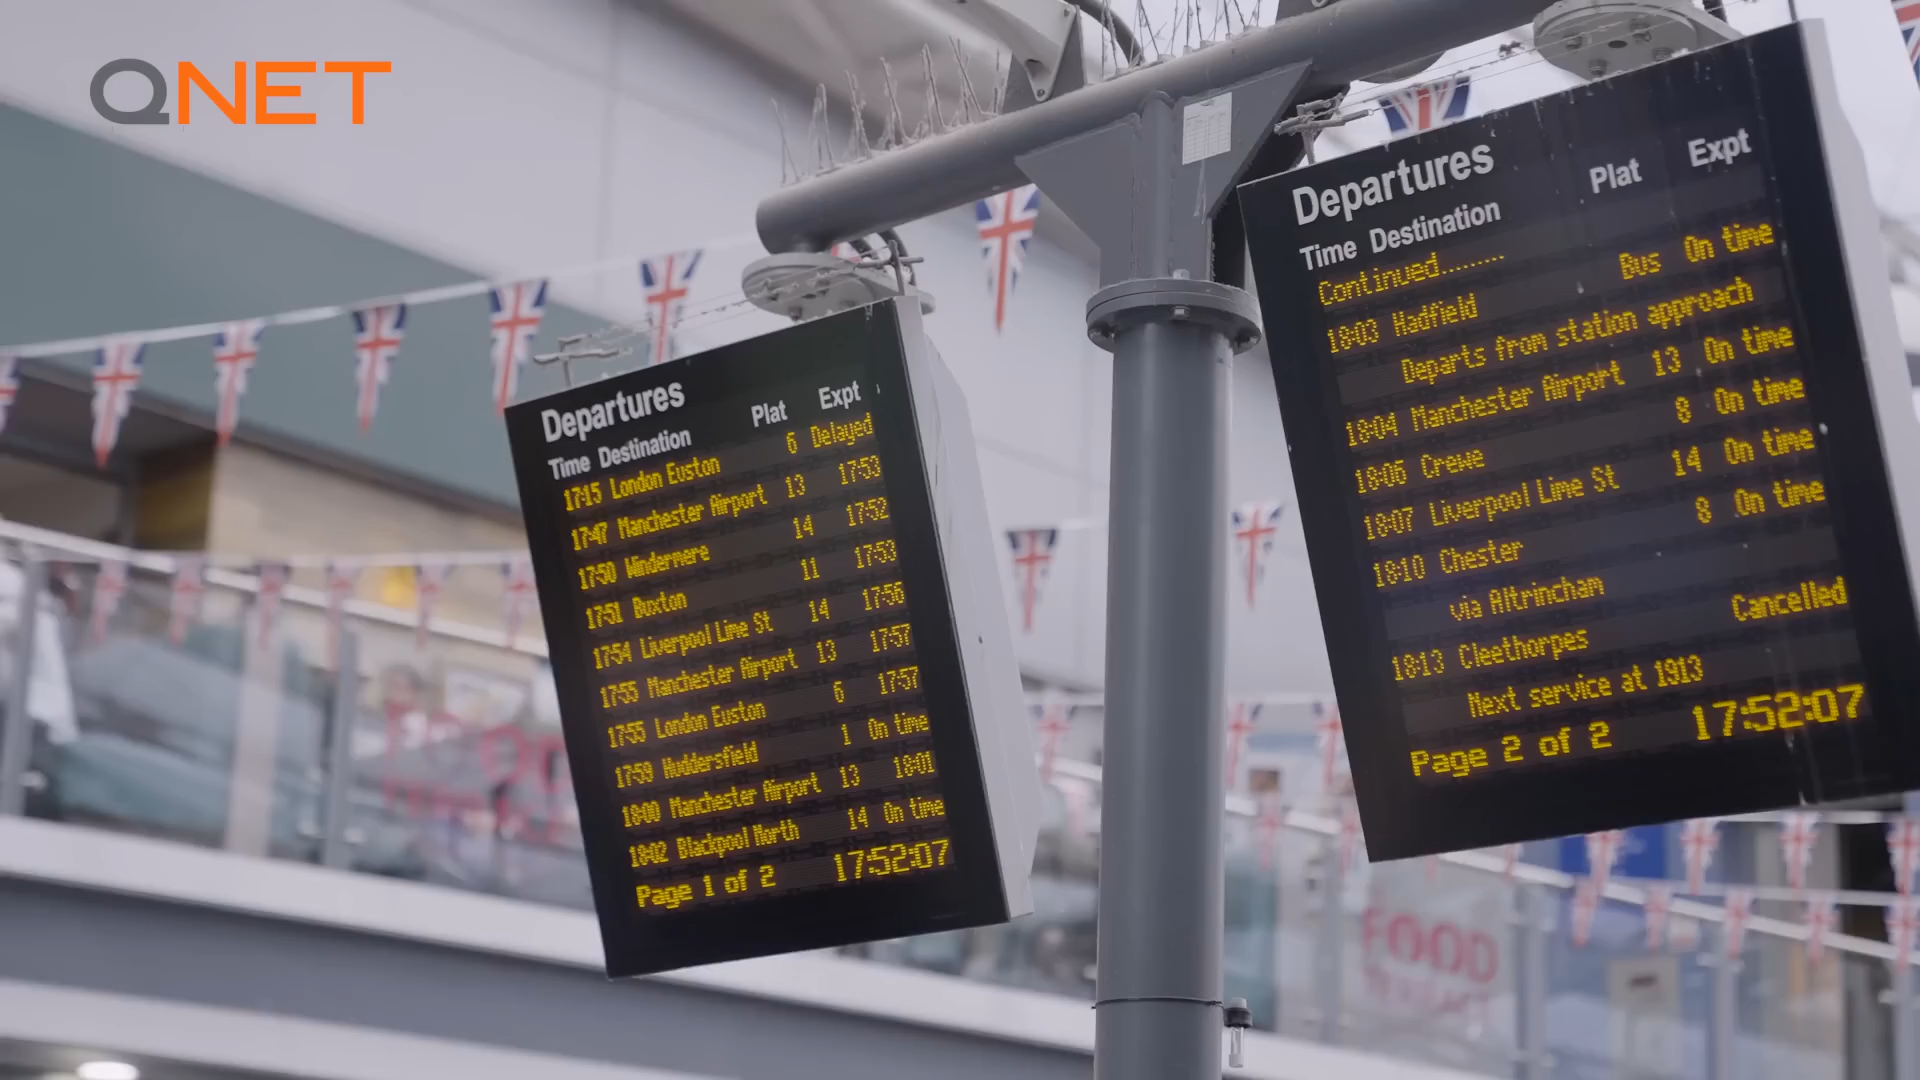 QNET
Departures
Time Destination Plat Expt
17:15 London Euston 6 Delayed
17:47 Manchester Airport 13 17:53
17:50 Windermere 14 17:52
17:51 Buxton 11 17:53
17:54 Liverpool Lime St 14 17:56
17:55 Manchester Airport 13 17:57
17:55 London Euston 6 17:57
17:59 Huddersfield 1 On time
18:00 Manchester Airport 13 18:01
18:02 Blackpool North 14 On time
Page 1 of 2 17:52:07
Departures
Time Destination Plat Expt
Continued.........
18:03 Hadfield Bus On time
Departs from station approach
18:04 Manchester Airport 13 On time
18:06 Crewe 8 On time
18:07 Liverpool Lime St 14 On time
18:10 Chester 8 On time
via Altrincham
18:13 Cleethorpes Cancelled
Next service at 1913
Page 2 of 2 17:52:07